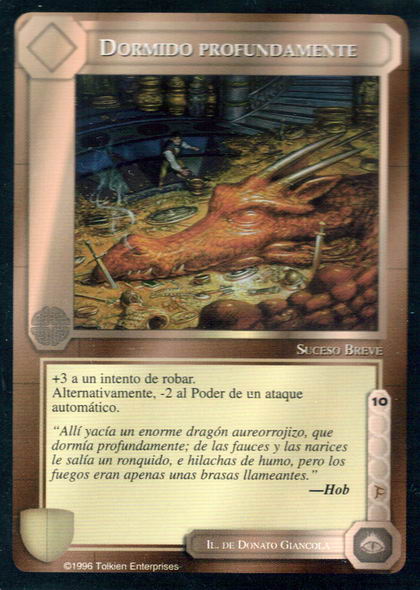 DORMIDO PROFUNDAMENTE
SUCESO BREVE
+3 a un intento de robar.
Alternativamente, -2 al Poder de un ataque
automático.
10
“Allí yacía un enorme dragón aureorrojizo, que
dormía profundamente; de las fauces y las narices
le salía un ronquido, e hilachas de humo, pero los
fuegos eran apenas unas brasas llameantes.”
—Hob
IL. DE DONATO GIANCOLA
©1996 Tolkien Enterprises